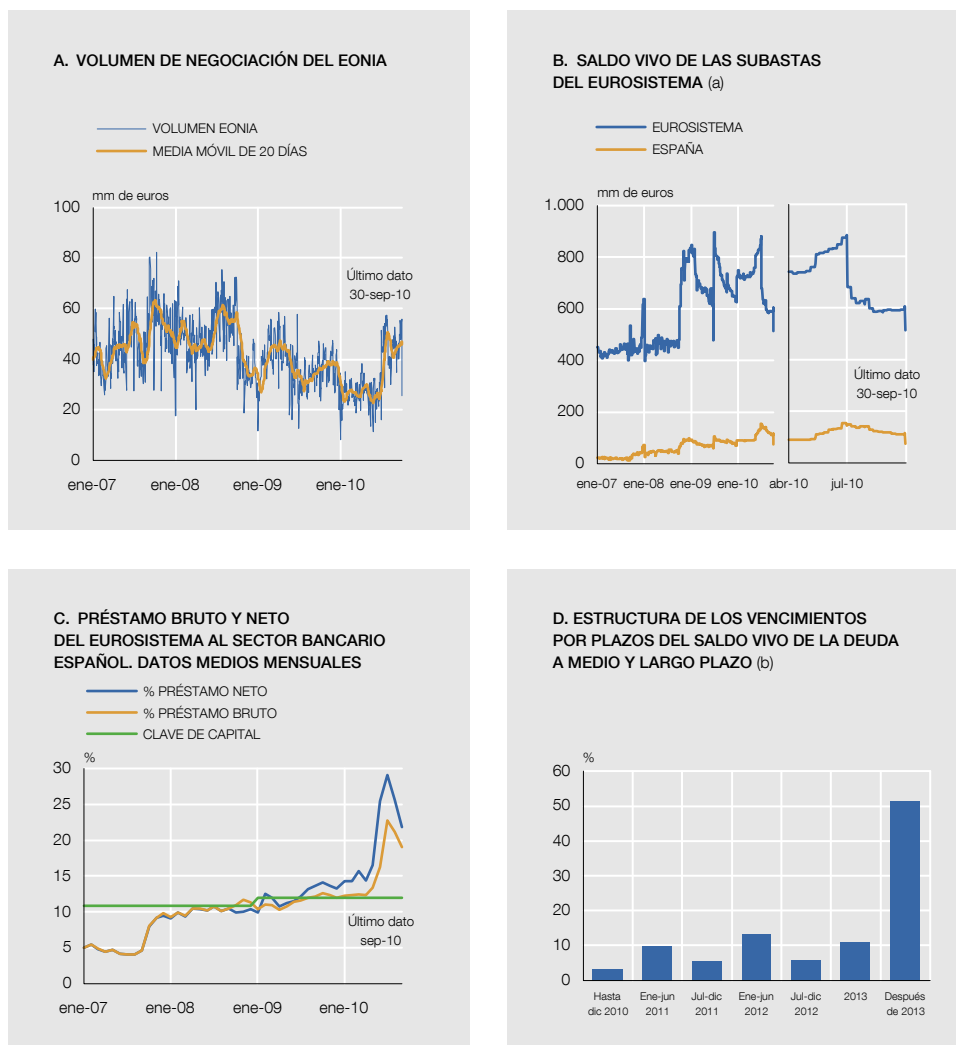 A. VOLUMEN DE NEGOCIACIÓN DEL EONIA
VOLUMEN EONIA
MEDIA MÓVIL DE 20 DÍAS
mm de euros
100
80
60
40
20
0
Último dato
30-sep-10
ene-07 ene-08 ene-09 ene-10
B. SALDO VIVO DE LAS SUBASTAS
DEL EUROSISTEMA (a)
EUROSISTEMA
ESPAÑA
mm de euros
1.000
800
600
400
200
0
Último dato
30-sep-10
ene-07 ene-08 ene-09 ene-10 abr-10 jul-10
C. PRÉSTAMO BRUTO Y NETO
DEL EUROSISTEMA AL SECTOR BANCARIO
ESPAÑOL. DATOS MEDIOS MENSUALES
% PRÉSTAMO NETO
% PRÉSTAMO BRUTO
CLAVE DE CAPITAL
%
30
25
20
15
10
5
0
Último dato
sep-10
ene-07 ene-08 ene-09 ene-10
D. ESTRUCTURA DE LOS VENCIMIENTOS
POR PLAZOS DEL SALDO VIVO DE LA DEUDA
A MEDIO Y LARGO PLAZO (b)
%
60
50
40
30
20
10
0
Hasta Ene-jun Jul-dic Ene-jun Jul-dic 2013 Después
dic 2010 2011 2011 2012 2012 de 2013